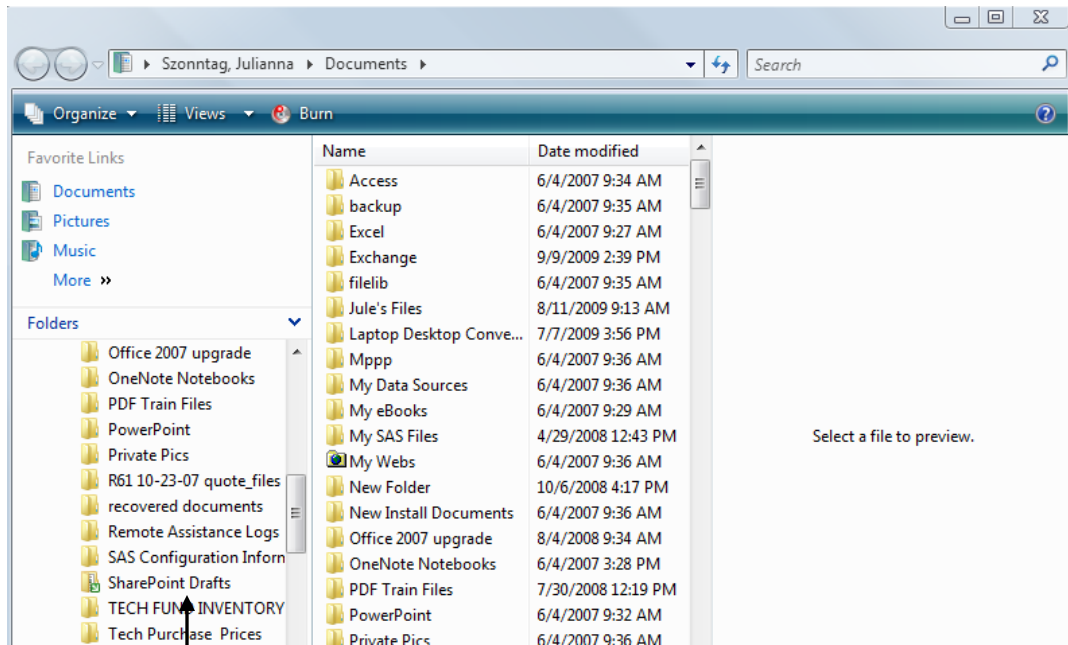 Szonntag, Julianna Documents
Search
Organize Views Burn
Favorite Links
Documents
Pictures
Music
More »
Folders
Office 2007 upgrade
OneNote Notebooks
PDF Train Files
PowerPoint
Private Pics
R61 10-23-07 quote_files
recovered documents
Remote Assistance Logs
SAS Configuration Inform
SharePoint Drafts
TECH FUND INVENTORY
Tech Purchase Prices
Name Date modified
Access 6/4/2007 9:34 AM
backup 6/4/2007 9:35 AM
Excel 6/4/2007 9:27 AM
Exchange 9/9/2009 2:39 PM
filelib 6/4/2007 9:35 AM
Jule's Files 8/11/2009 9:13 AM
Laptop Desktop Conve... 7/7/2009 3:56 PM
Mppp 6/4/2007 9:36 AM
My Data Sources 6/4/2007 9:36 AM
My eBooks 6/4/2007 9:29 AM
My SAS Files 4/29/2008 12:43 PM
My Webs 6/4/2007 9:36 AM
New Folder 10/6/2008 4:17 PM
New Install Documents 6/4/2007 9:36 AM
Office 2007 upgrade 8/4/2008 9:34 AM
OneNote Notebooks 6/4/2007 3:28 PM
PDF Train Files 7/30/2008 12:19 PM
PowerPoint 6/4/2007 9:32 AM
Private Pics 6/4/2007 9:36 AM
Select a file to preview.